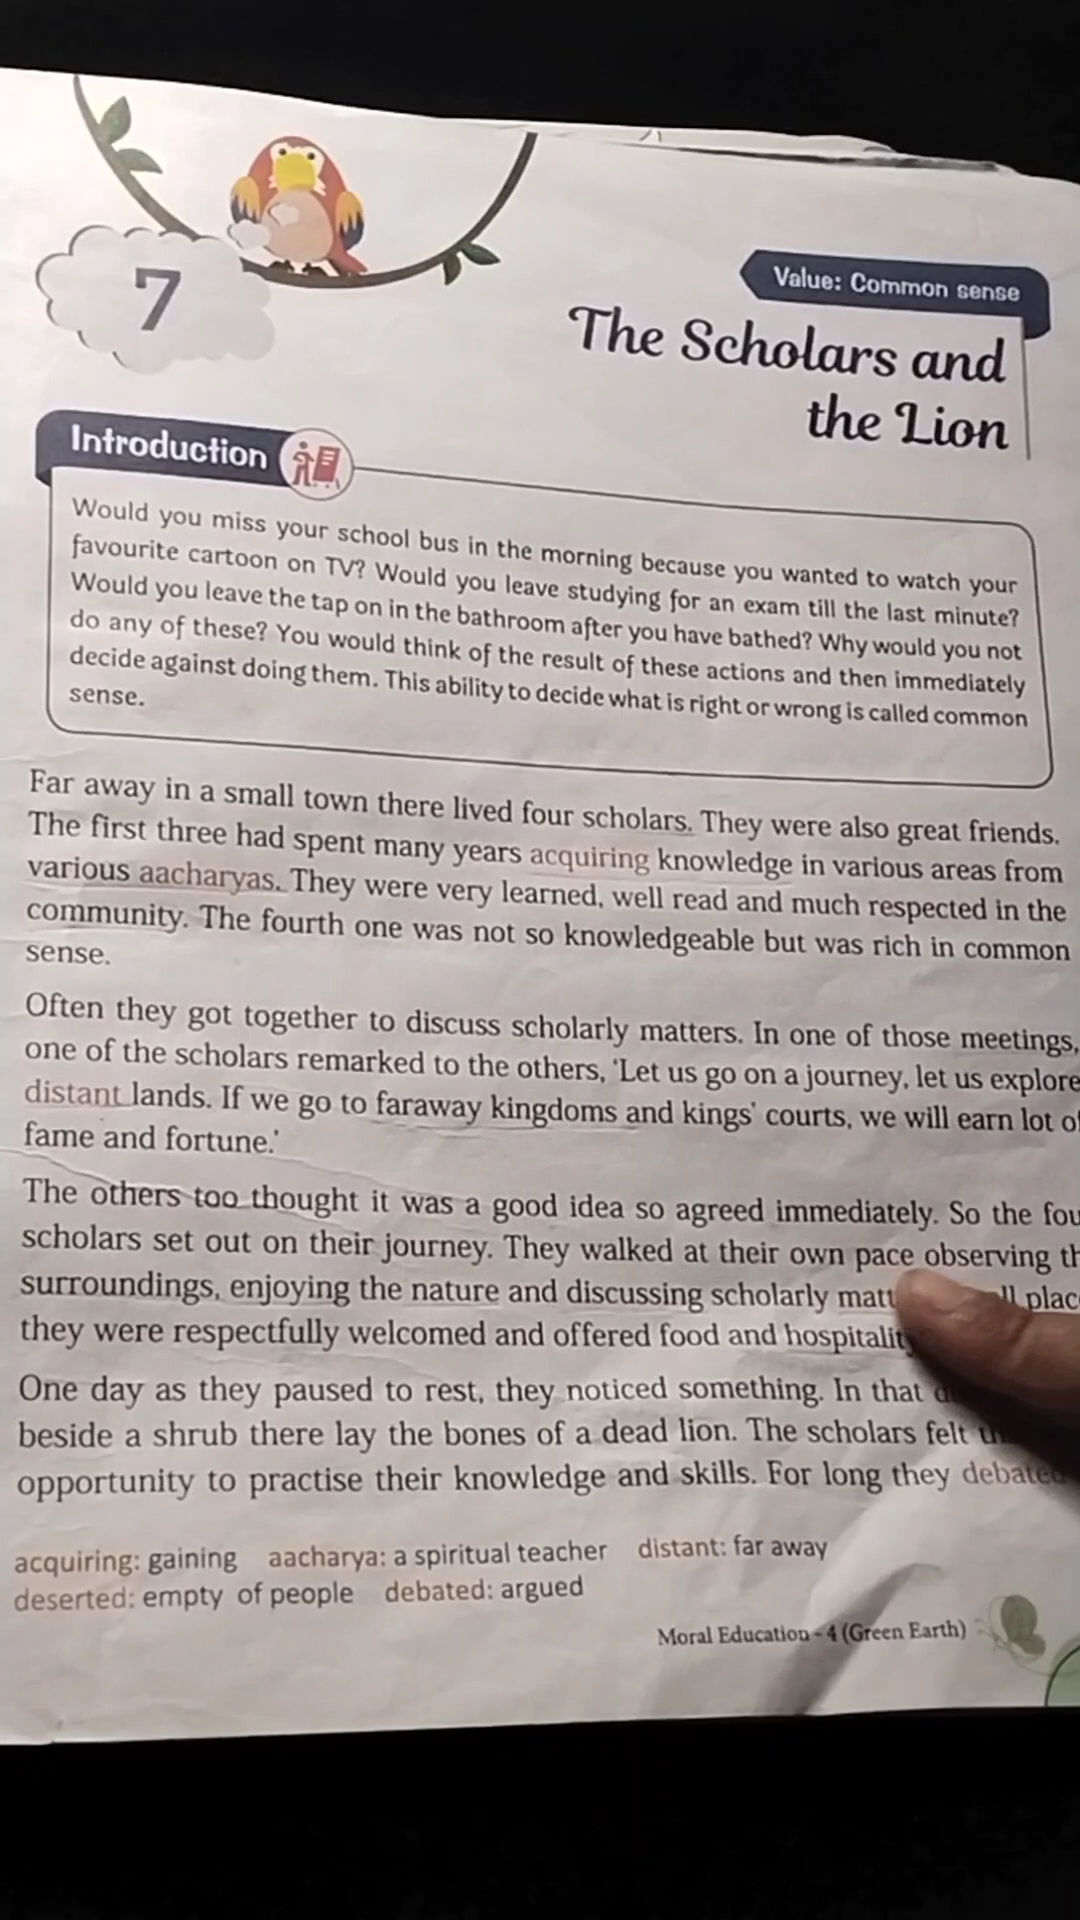 7
Value: Common sense
The Scholars and
the Lion
Introduction
Would you miss your school bus in the morning because you wanted to watch your
favourite cartoon on TV? Would you leave studying for an exam till the last minute?
Would you leave the tap on in the bathroom after you have bathed? Why would you not
do any of these? You would think of the result of these actions and then immediately
decide against doing them. This ability to decide what is right or wrong is called common
sense.
Far away in a small town there lived four scholars. They were also great friends.
The first three had spent many years acquiring knowledge in various areas from
various aacharyas. They were very learned, well read and much respected in the
community. The fourth one was not so knowledgeable but was rich in common
sense.
Often they got together to discuss scholarly matters. In one of those meetings,
one of the scholars remarked to the others, 'Let us go on a journey, let us explore
distant lands. If we go to faraway kingdoms and kings' courts, we will earn lot of
fame and fortune.'
The others too thought it was a good idea so agreed immediately. So the
scholars set out on their journey. They walked at their own pace observing
surroundings, enjoying the nature and discussing scholarly
they were respectfully welcomed and offered food and
One day as they paused to rest, they noticed something. In that
beside a shrub there lay the bones of a dead lion. The scholars felt
opportunity to practise their knowledge and skills. For long they debated
acquiring: gaining aacharya: a spiritual teacher distant: far away
deserted: empty of people debated: argued
Moral Education - 4 (Green Earth)